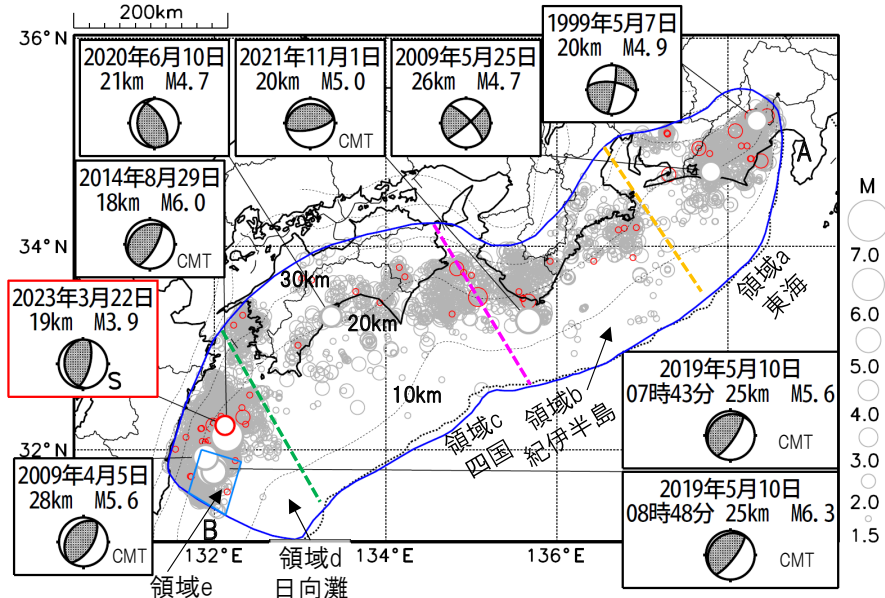 200km
36°N
2020年6月10日
21km M4.7
2021年11月1日
20km M5.0
CMT
2009年5月25日
26km M4.7
1999年5月7日
20km M4.9
A
2014年8月29日
18km M6.0
CMT
34°N
30km
20km
10km
2023年3月22日
19km M3.9
S
32°N
2009年4月5日
28km M5.6
CMT
B
領域e
領域d
日向灘
領域c
四国
領域b
紀伊半島
領域a
東海
2019年5月10日
07時43分 25km M5.6
CMT
2019年5月10日
08時48分 25km M6.3
CMT
132°E
134°E
136°E
M
7.0
6.0
5.0
4.0
3.0
2.0
1.5